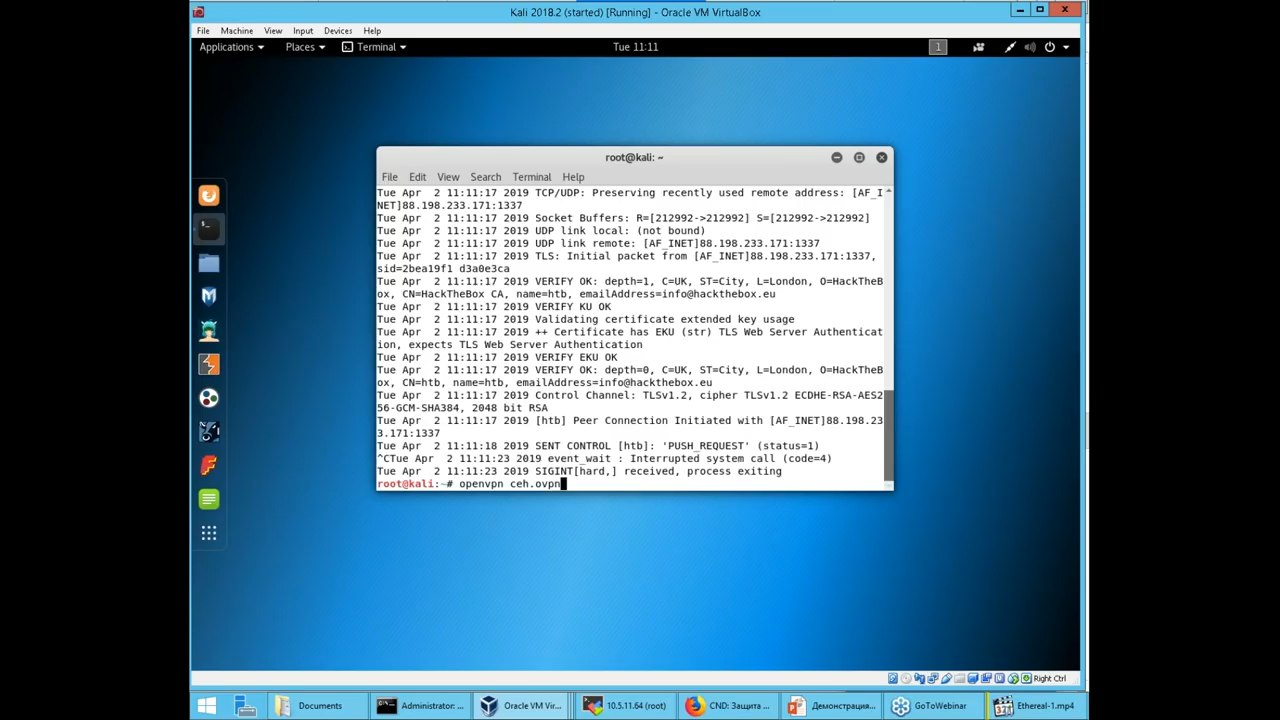 Kali 2018.2 (started) [Running] - Oracle VM VirtualBox
File Machine View Input Devices Help
Applications Places Terminal Tue 11:11 1
root@kali: ~
File Edit View Search Terminal Help
Tue Apr  2 11:11:17 2019 TCP/UDP: Preserving recently used remote address: [AF_I
NET]88.198.233.171:1337
Tue Apr  2 11:11:17 2019 Socket Buffers: R=[212992->212992] S=[212992->212992]
Tue Apr  2 11:11:17 2019 UDP link local: (not bound)
Tue Apr  2 11:11:17 2019 UDP link remote: [AF_INET]88.198.233.171:1337
Tue Apr  2 11:11:17 2019 TLS: Initial packet from [AF_INET]88.198.233.171:1337,
sid=2bea19f1 d3a0e3ca
Tue Apr  2 11:11:17 2019 VERIFY OK: depth=1, C=UK, ST=City, L=London, O=HackTheB
ox, CN=HackTheBox CA, name=htb, emailAddress=info@hackthebox.eu
Tue Apr  2 11:11:17 2019 VERIFY KU OK
Tue Apr  2 11:11:17 2019 Validating certificate extended key usage
Tue Apr  2 11:11:17 2019 ++ Certificate has EKU (str) TLS Web Server Authenticat
ion, expects TLS Web Server Authentication
Tue Apr  2 11:11:17 2019 VERIFY EKU OK
Tue Apr  2 11:11:17 2019 VERIFY OK: depth=0, C=UK, ST=City, L=London, O=HackTheB
ox, CN=htb, name=htb, emailAddress=info@hackthebox.eu
Tue Apr  2 11:11:17 2019 Control Channel: TLSv1.2, cipher TLSv1.2 ECDHE-RSA-AES2
56-GCM-SHA384, 2048 bit RSA
Tue Apr  2 11:11:17 2019 [htb] Peer Connection Initiated with [AF_INET]88.198.23
3.171:1337
Tue Apr  2 11:11:18 2019 SENT CONTROL [htb]: 'PUSH_REQUEST' (status=1)
^CTue Apr  2 11:11:23 2019 event_wait : Interrupted system call (code=4)
Tue Apr  2 11:11:23 2019 SIGINT[hard,] received, process exiting
root@kali:~# openvpn ceh.ovpn
Right Ctrl
Documents Administrator: ... Oracle VM Vir... 10.5.11.64 (root) CND: Защита ... Демонстрация... GoToWebinar Ethereal-1.mp4